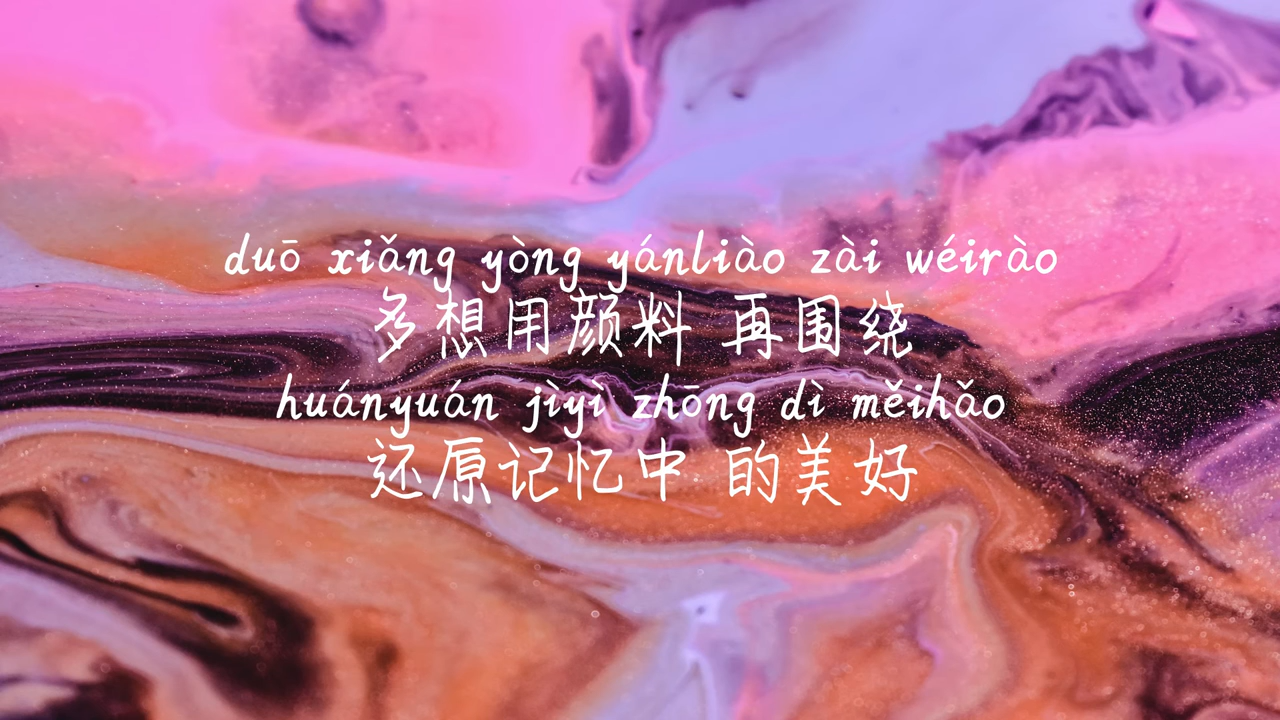 duō xiǎng yòng yánliào zài wéirào
多想用颜料 再围绕
huányuán jìyì zhōng dì měihǎo
还原记忆中 的美好